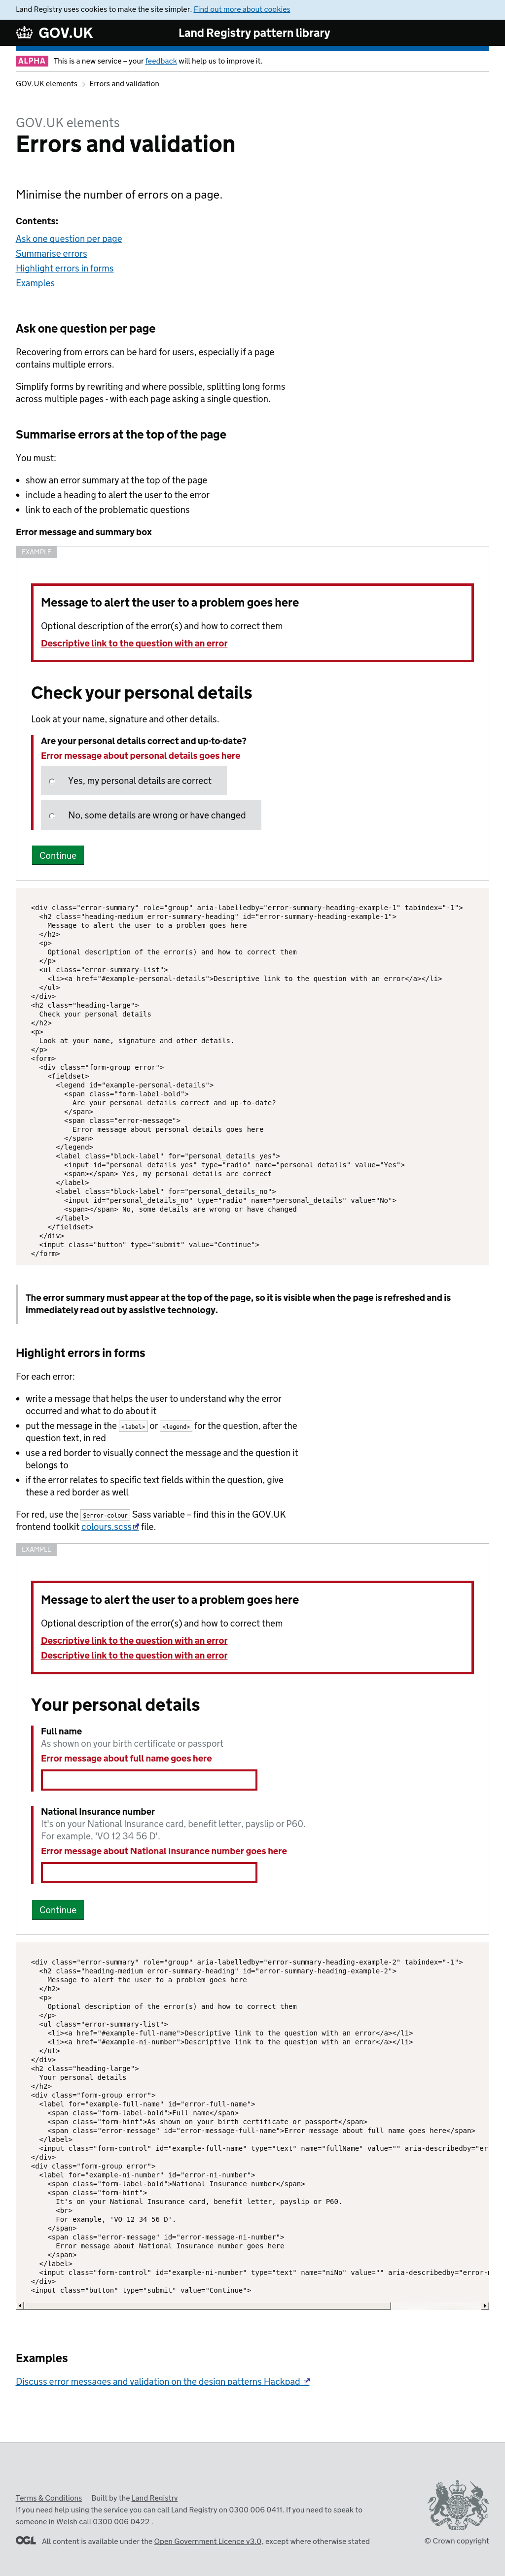 Land Registry uses cookies to make the site simpler. Find out more about cookies
GOV.UK
Land Registry pattern library
ALPHA This is a new service – your feedback will help us to improve it.
GOV.UK elements Errors and validation
GOV.UK elements
Errors and validation
Minimise the number of errors on a page.
Contents:
Ask one question per page
Summarise errors
Highlight errors in forms
Examples
Ask one question per page
Recovering from errors can be hard for users, especially if a page
contains multiple errors.
Simplify forms by rewriting and where possible, splitting long forms
across multiple pages - with each page asking a single question.
Summarise errors at the top of the page
You must:
show an error summary at the top of the page
include a heading to alert the user to the error
link to each of the problematic questions
Error message and summary box
EXAMPLE
Message to alert the user to a problem goes here
Optional description of the error(s) and how to correct them
Descriptive link to the question with an error
Check your personal details
Look at your name, signature and other details.
Are your personal details correct and up-to-date?
Error message about personal details goes here
Yes, my personal details are correct
No, some details are wrong or have changed
Continue
<div class="error-summary" role="group" aria-labelledby="error-summary-heading-example-1" tabindex="-1">
<h2 class="heading-medium error-summary-heading" id="error-summary-heading-example-1">
Message to alert the user to a problem goes here
</h2>
<p>
Optional description of the error(s) and how to correct them
</p>
<ul class="error-summary-list">
<li><a href="#example-personal-details">Descriptive link to the question with an error</a></li>
</ul>
</div>
<h2 class="heading-large">
Check your personal details
</h2>
<p>
Look at your name, signature and other details.
</p>
<form>
<div class="form-group error">
<fieldset>
<legend id="example-personal-details">
<span class="form-label-bold">
Are your personal details correct and up-to-date?
</span>
<span class="error-message">
Error message about personal details goes here
</span>
</legend>
<label class="block-label" for="personal_details_yes">
<input id="personal_details_yes" type="radio" name="personal_details" value="Yes">
<span></span> Yes, my personal details are correct
</label>
<label class="block-label" for="personal_details_no">
<input id="personal_details_no" type="radio" name="personal_details" value="No">
<span></span> No, some details are wrong or have changed
</label>
</fieldset>
</div>
<input class="button" type="submit" value="Continue">
</form>
The error summary must appear at the top of the page, so it is visible when the page is refreshed and is
immediately read out by assistive technology.
Highlight errors in forms
For each error:
write a message that helps the user to understand why the error
occurred and what to do about it
put the message in the <label> or <legend> for the question, after the
question text, in red
use a red border to visually connect the message and the question it
belongs to
if the error relates to specific text fields within the question, give
these a red border as well
For red, use the $error-colour Sass variable – find this in the GOV.UK
frontend toolkit colours.scss file.
EXAMPLE
Message to alert the user to a problem goes here
Optional description of the error(s) and how to correct them
Descriptive link to the question with an error
Descriptive link to the question with an error
Your personal details
Full name
As shown on your birth certificate or passport
Error message about full name goes here
National Insurance number
It's on your National Insurance card, benefit letter, payslip or P60.
For example, 'VO 12 34 56 D'.
Error message about National Insurance number goes here
Continue
<div class="error-summary" role="group" aria-labelledby="error-summary-heading-example-2" tabindex="-1">
<h2 class="heading-medium error-summary-heading" id="error-summary-heading-example-2">
Message to alert the user to a problem goes here
</h2>
<p>
Optional description of the error(s) and how to correct them
</p>
<ul class="error-summary-list">
<li><a href="#example-full-name">Descriptive link to the question with an error</a></li>
<li><a href="#example-ni-number">Descriptive link to the question with an error</a></li>
</ul>
</div>
<h2 class="heading-large">
Your personal details
</h2>
<div class="form-group error">
<label for="example-full-name" id="error-full-name">
<span class="form-label-bold">Full name</span>
<span class="form-hint">As shown on your birth certificate or passport</span>
<span class="error-message" id="error-message-full-name">Error message about full name goes here</span>
</label>
<input class="form-control" id="example-full-name" type="text" name="fullName" value="" aria-describedby="er
</div>
<div class="form-group error">
<label for="example-ni-number" id="error-ni-number">
<span class="form-label-bold">National Insurance number</span>
<span class="form-hint">
It's on your National Insurance card, benefit letter, payslip or P60.
<br>
For example, 'VO 12 34 56 D'.
</span>
<span class="error-message" id="error-message-ni-number">
Error message about National Insurance number goes here
</span>
</label>
<input class="form-control" id="example-ni-number" type="text" name="niNo" value="" aria-describedby="error-
</div>
<input class="button" type="submit" value="Continue">
Examples
Discuss error messages and validation on the design patterns Hackpad
Terms & Conditions Built by the Land Registry
If you need help using the service you can call Land Registry on 0300 006 0411. If you need to speak to
someone in Welsh call 0300 006 0422 .
OGL All content is available under the Open Government Licence v3.0, except where otherwise stated
© Crown copyright